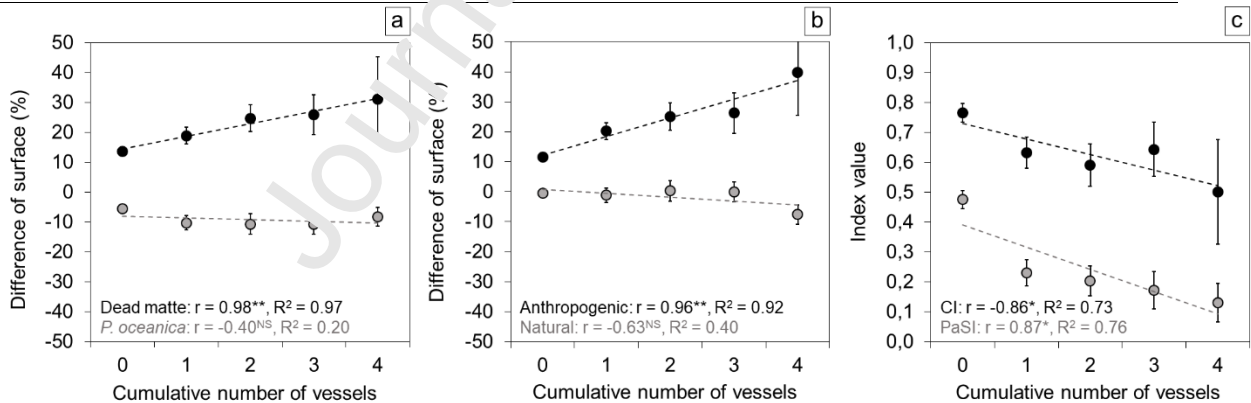 Journ
a
50
40
30
20
10
0
-10
-20
-30
-40
-50
Difference of surface (%)
Dead matte: r = 0.98**, R² = 0.97
P. oceanica: r = -0.40ᴺˢ, R² = 0.20
0 1 2 3 4
Cumulative number of vessels
b
50
40
30
20
10
0
-10
-20
-30
-40
-50
Difference of surface (%)
Anthropogenic: r = 0.96**, R² = 0.92
Natural: r = -0.63ᴺˢ, R² = 0.40
0 1 2 3 4
Cumulative number of vessels
c
1,0
0,9
0,8
0,7
0,6
0,5
0,4
0,3
0,2
0,1
0,0
Index value
CI: r = -0.86*, R² = 0.73
PaSI: r = 0.87*, R² = 0.76
0 1 2 3 4
Cumulative number of vessels